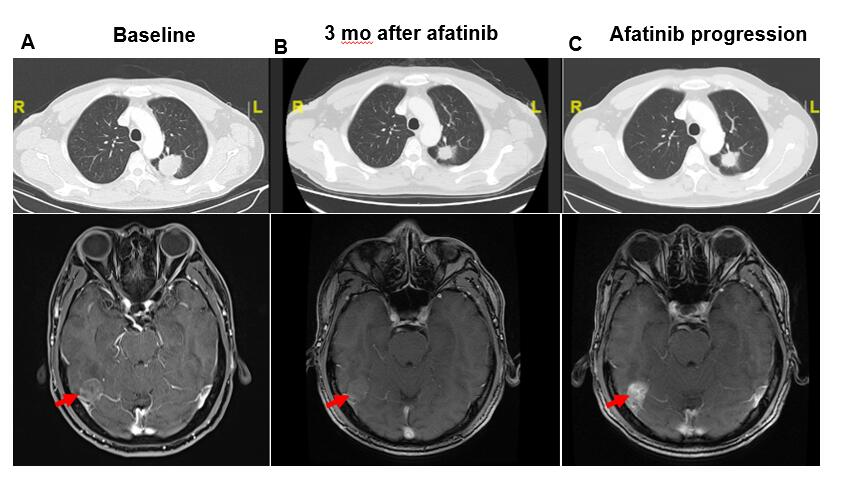 A Baseline
B 3 mo after afatinib
C Afatinib progression
R L
R L
R L